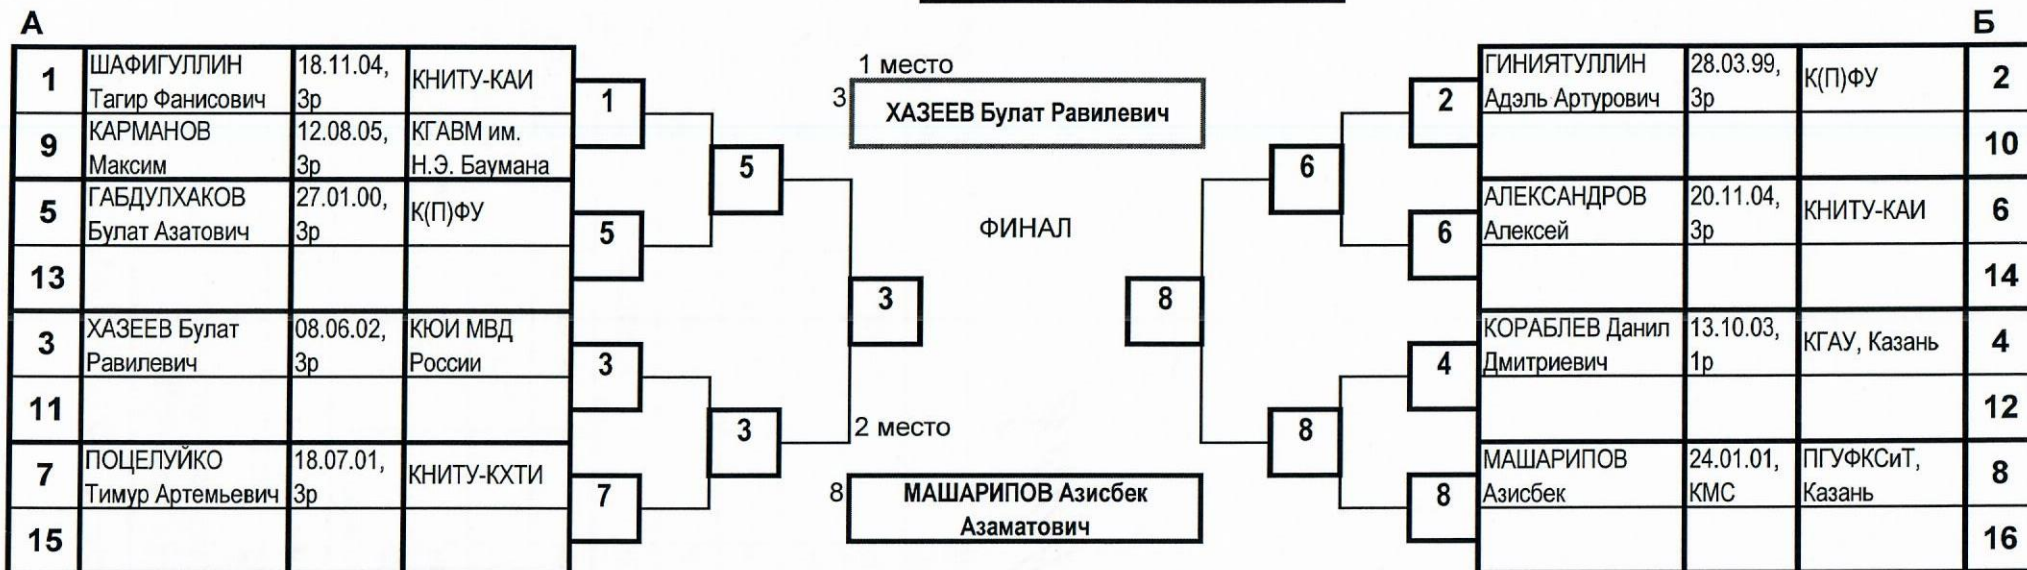 А
Б
1 ШАФИГУЛЛИН 18.11.04, КНИТУ-КАИ
Тагир Фанисович 3р
9 КАРМАНОВ 12.08.05, КГАВМ им.
Максим 3р Н.Э. Баумана
5 ГАБДУЛХАКОВ 27.01.00, К(П)ФУ
Булат Азатович 3р
13
3 ХАЗЕЕВ Булат 08.06.02, КЮИ МВД
Равилевич 3р России
11
7 ПОЦЕЛУЙКО 18.07.01, КНИТУ-КХТИ
Тимур Артемьевич 3р
15
1
5
3
7
5
3
3
1 место
3 ХАЗЕЕВ Булат Равилевич
ФИНАЛ
2 место
8 МАШАРИПОВ Азисбек
Азаматович
8
6
8
2
6
4
8
ГИНИЯТУЛЛИН 28.03.99, К(П)ФУ 2
Адэль Артурович 3р
10
АЛЕКСАНДРОВ 20.11.04, КНИТУ-КАИ 6
Алексей 3р
14
КОРАБЛЕВ Данил 13.10.03, КГАУ, Казань 4
Дмитриевич 1р
12
МАШАРИПОВ 24.01.01, ПГУФКСиТ, 8
Азисбек КМС Казань
16